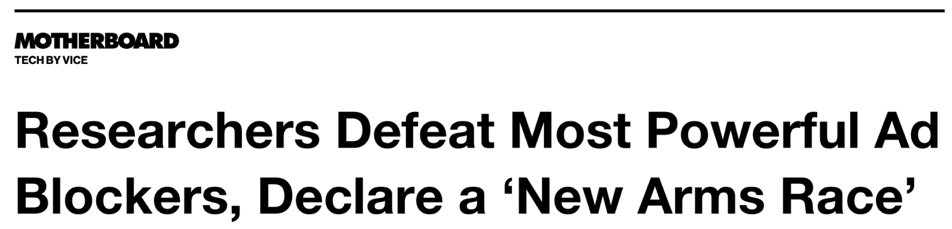 MOTHERBOARD
TECH BY VICE
Researchers Defeat Most Powerful Ad
Blockers, Declare a ‘New Arms Race’